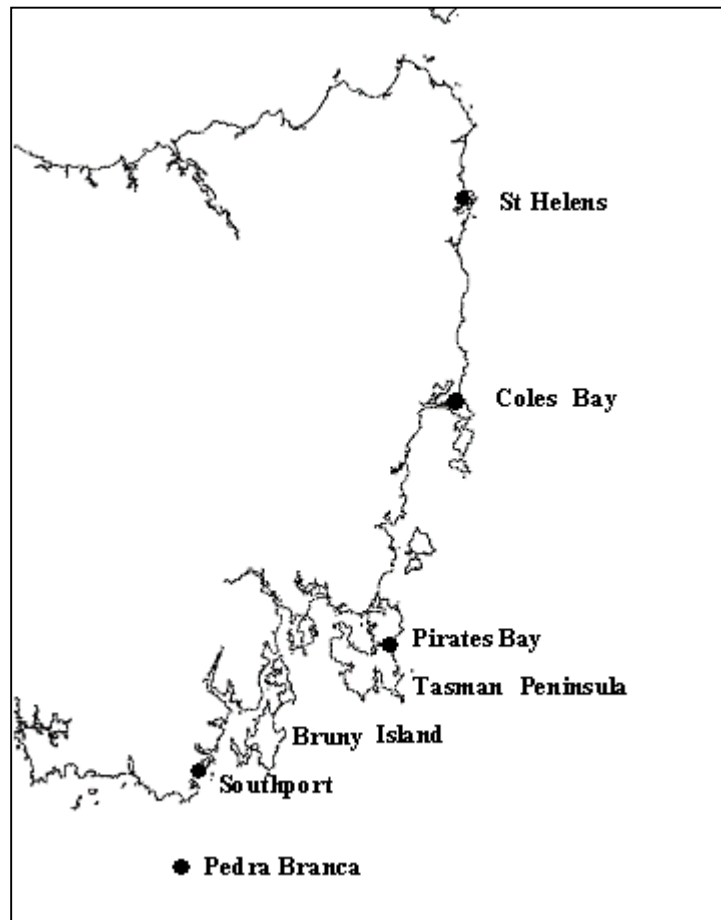 St Helens
Coles Bay
Pirates Bay
Tasman Peninsula
Bruny Island
Southport
Pedra Branca